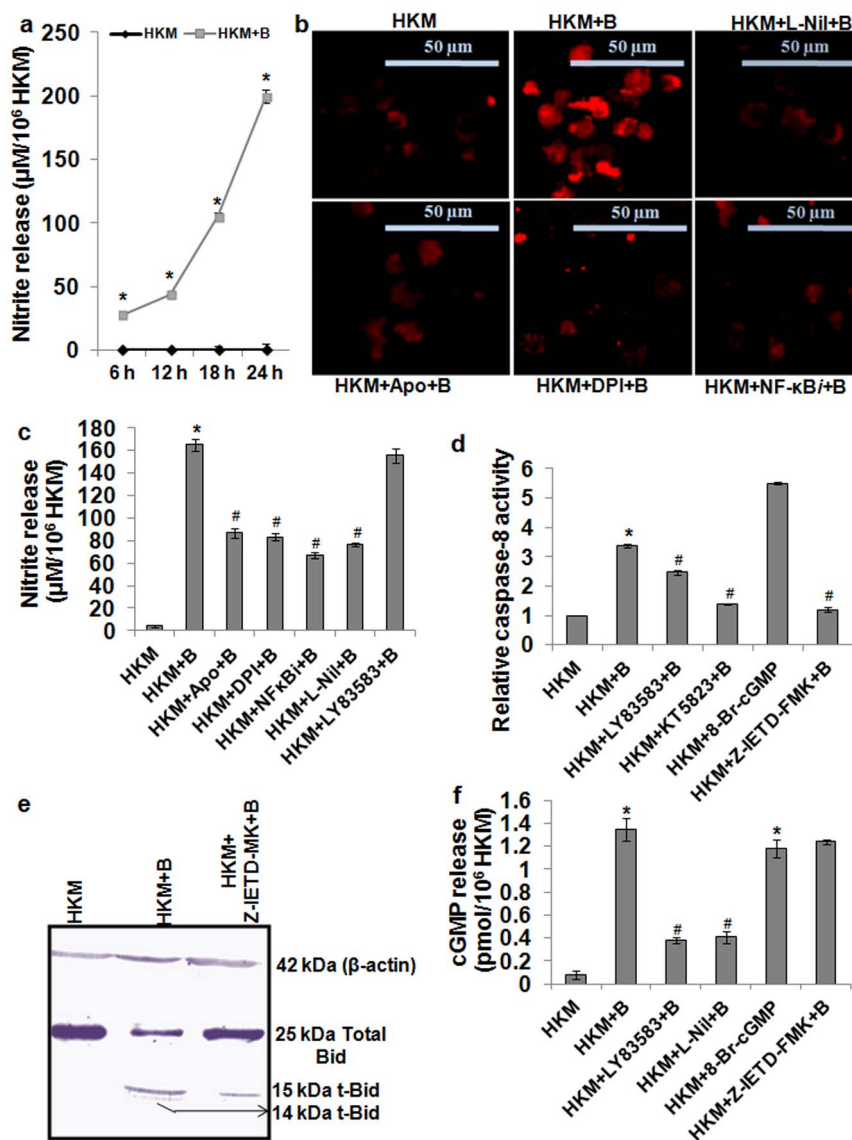 a
HKM HKM+B
Nitrite release (µM/10⁶ HKM)
250
200
150
100
50
0
*
*
*
*
6 h 12 h 18 h 24 h
b
HKM HKM+B HKM+L-Nil+B
50 µm 50 µm 50 µm
50 µm 50 µm 50 µm
HKM+Apo+B HKM+DPI+B HKM+NF-κBi+B
c
Nitrite release
(µM/10⁶ HKM)
180
160
140
120
100
80
60
40
20
0
*
# # # #
HKM
HKM+B
HKM+Apo+B
HKM+DPI+B
HKM+NFκBi+B
HKM+L-Nil+B
HKM+LY83583+B
d
Relative caspase-8 activity
6
5
4
3
2
1
0
*
# # #
HKM
HKM+B
HKM+LY83583+B
HKM+KT5823+B
HKM+8-Br-cGMP
HKM+Z-IETD-FMK+B
e
HKM
HKM+B
HKM+
Z-IETD-MK+B
42 kDa (β-actin)
25 kDa Total
Bid
15 kDa t-Bid
14 kDa t-Bid
f
cGMP release
(pmol/10⁶ HKM)
1.6
1.4
1.2
1
0.8
0.6
0.4
0.2
0
*
# #
*
HKM
HKM+B
HKM+LY83583+B
HKM+L-Nil+B
HKM+8-Br-cGMP
HKM+Z-IETD-FMK+B